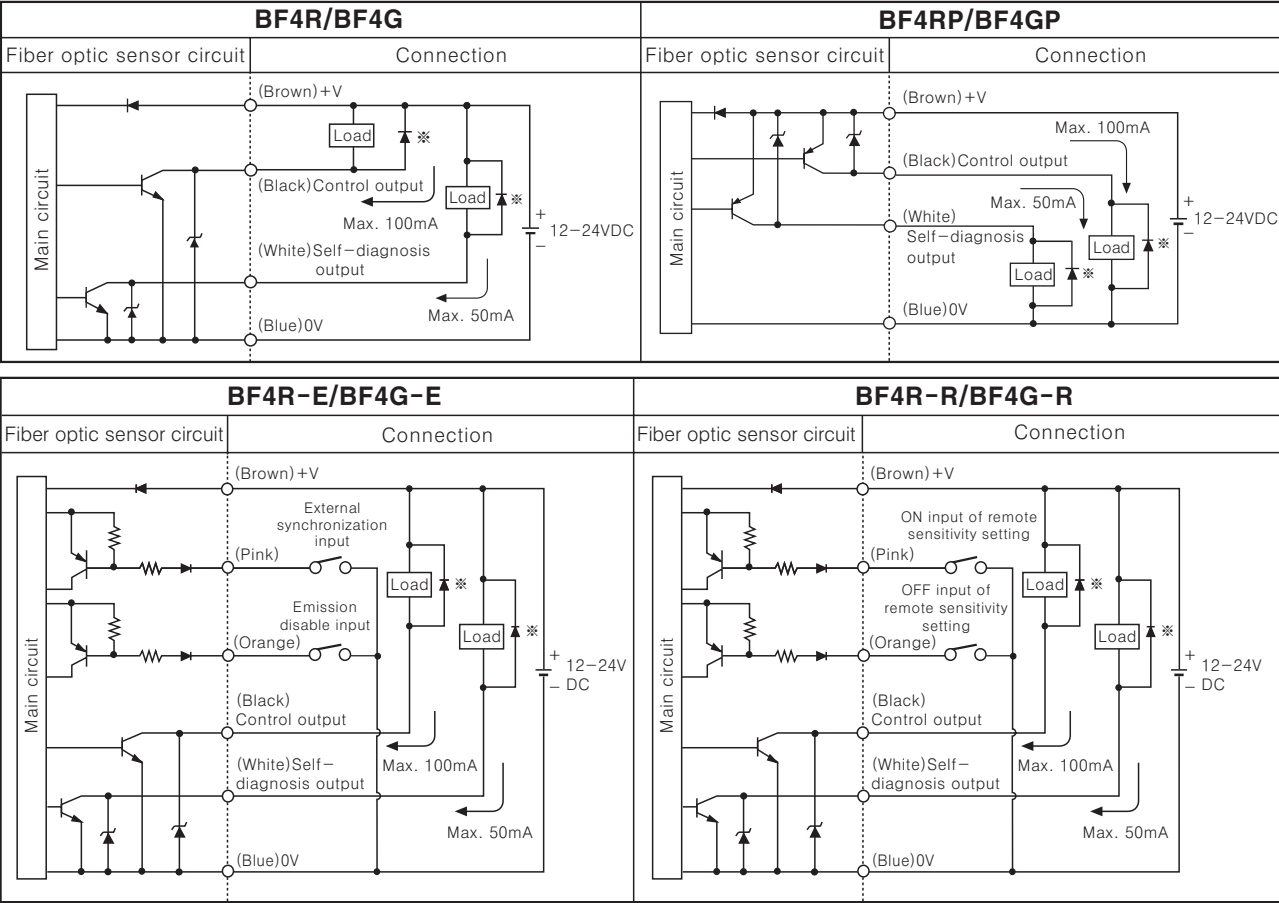 BF4R/BF4G
Fiber optic sensor circuit
Connection
Main circuit
(Brown)+V
Load
※
(Black)Control output
Max. 100mA
Load
※
(White)Self-diagnosis
output
Max. 50mA
(Blue)0V
+
12-24VDC
−
BF4RP/BF4GP
Fiber optic sensor circuit
Connection
Main circuit
(Brown)+V
Max. 100mA
(Black)Control output
Max. 50mA
(White)
Self-diagnosis
output
Load
※
Load
※
(Blue)0V
+
12-24VDC
−
BF4R-E/BF4G-E
Fiber optic sensor circuit
Connection
Main circuit
(Brown)+V
External
synchronization
input
(Pink)
Emission
disable input
(Orange)
Load
※
Load
※
(Black)
Control output
Max. 100mA
(White)Self-
diagnosis output
Max. 50mA
(Blue)0V
+
12-24V
− DC
BF4R-R/BF4G-R
Fiber optic sensor circuit
Connection
Main circuit
(Brown)+V
ON input of remote
sensitivity setting
(Pink)
OFF input of
remote sensitivity
setting
(Orange)
Load
※
Load
※
(Black)
Control output
Max. 100mA
(White)Self-
diagnosis output
Max. 50mA
(Blue)0V
+
12-24V
− DC